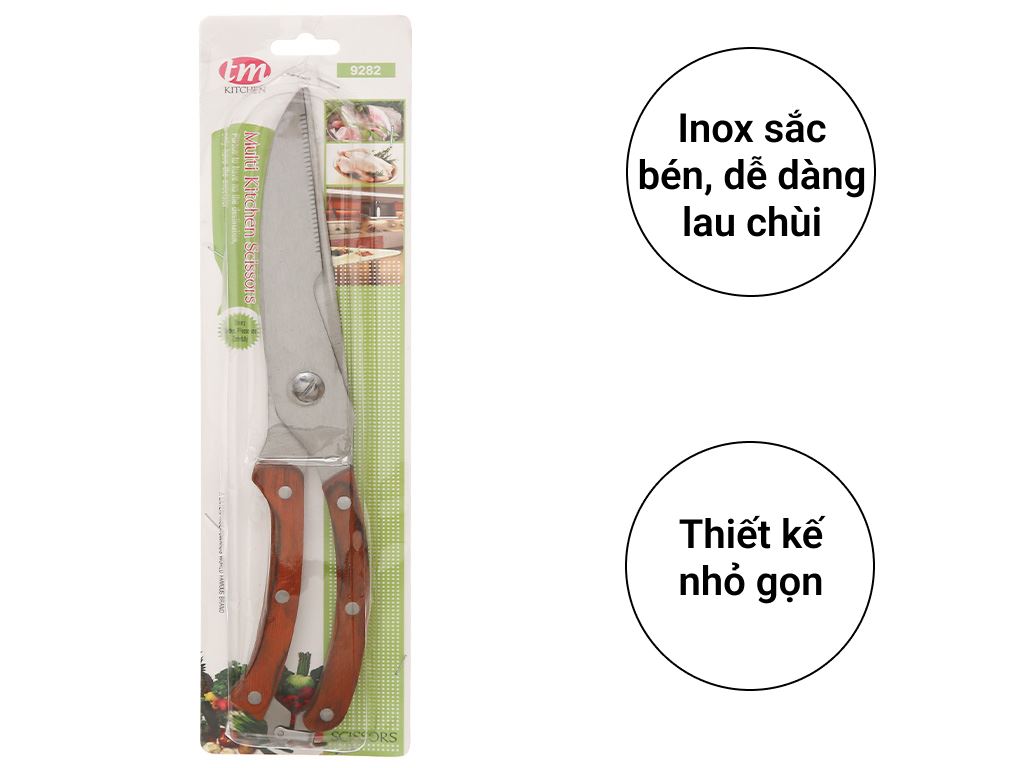 tm
KITCHEN
9282
Multi Kitchen Scissors
SCISSORS
Inox sắc
bén, dễ dàng
lau chùi
Thiết kế
nhỏ gọn